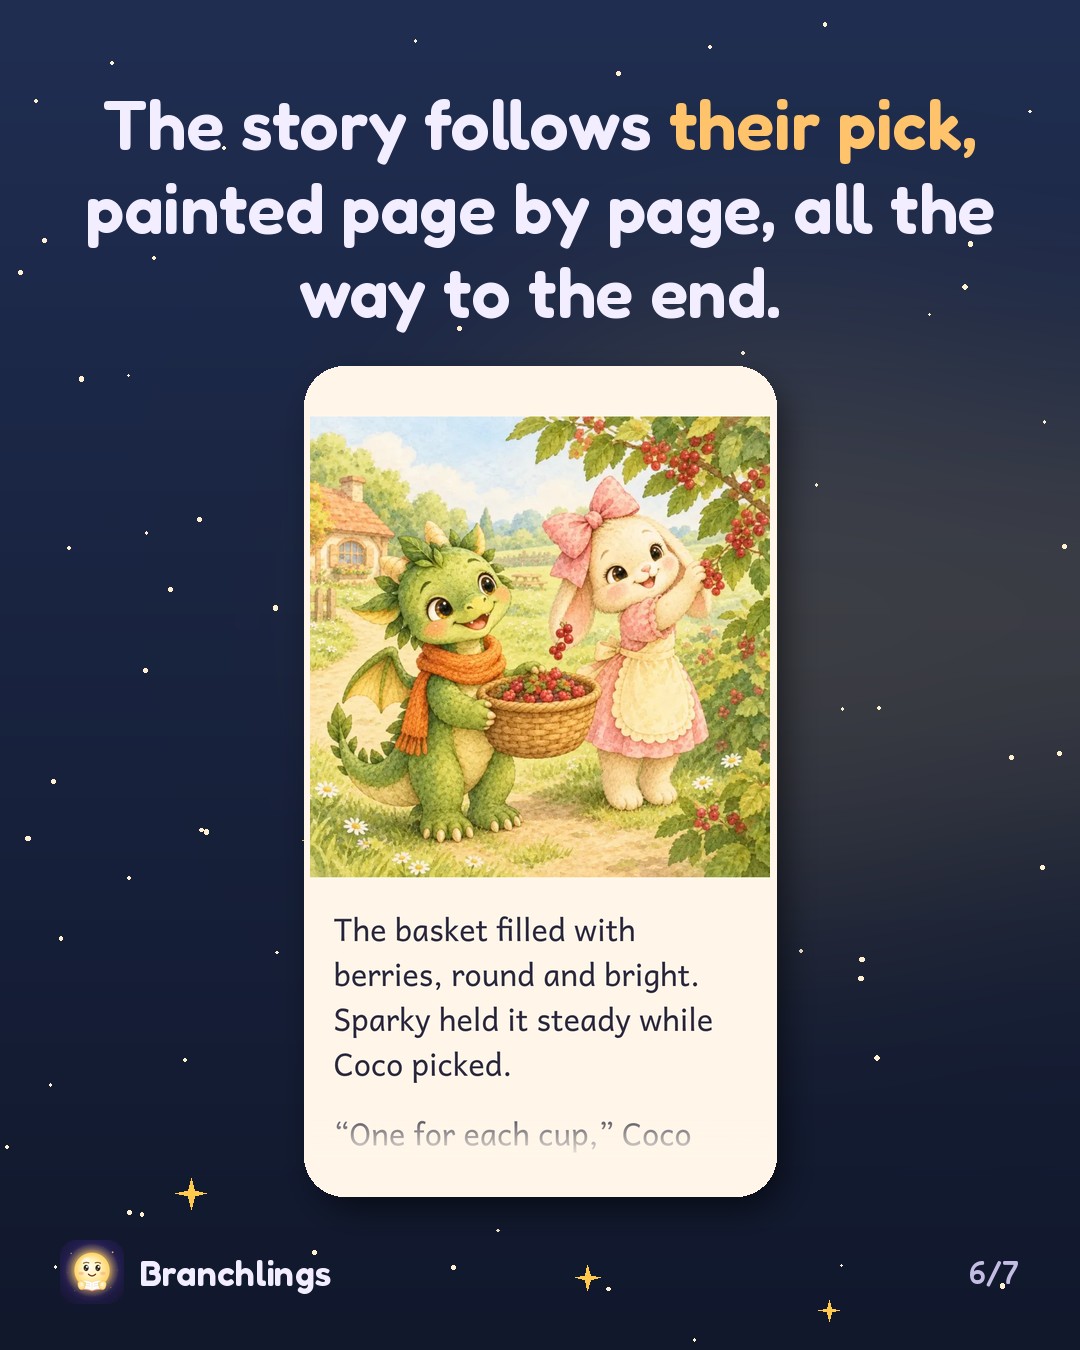 The story follows their pick,
painted page by page, all the
way to the end.
The basket filled with
berries, round and bright.
Sparky held it steady while
Coco picked.
“One for each cup,” Coco
Branchlings
6/7